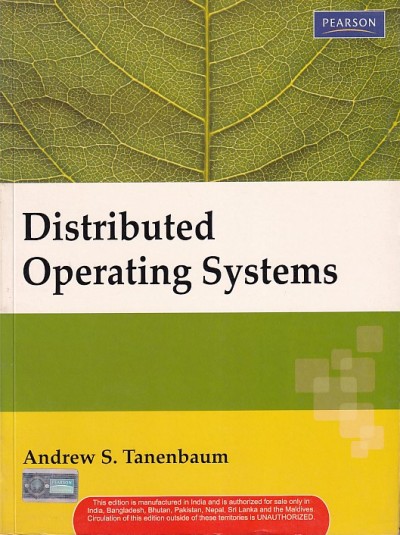 PEARSON
Distributed
Operating Systems
Andrew S. Tanenbaum
PEARSON
This edition is manufactured in India and is authorized for sale only in
India, Bangladesh, Bhutan, Pakistan, Nepal, Sri Lanka and the Maldives.
Circulation of this edition outside of these territories is UNAUTHORIZED.